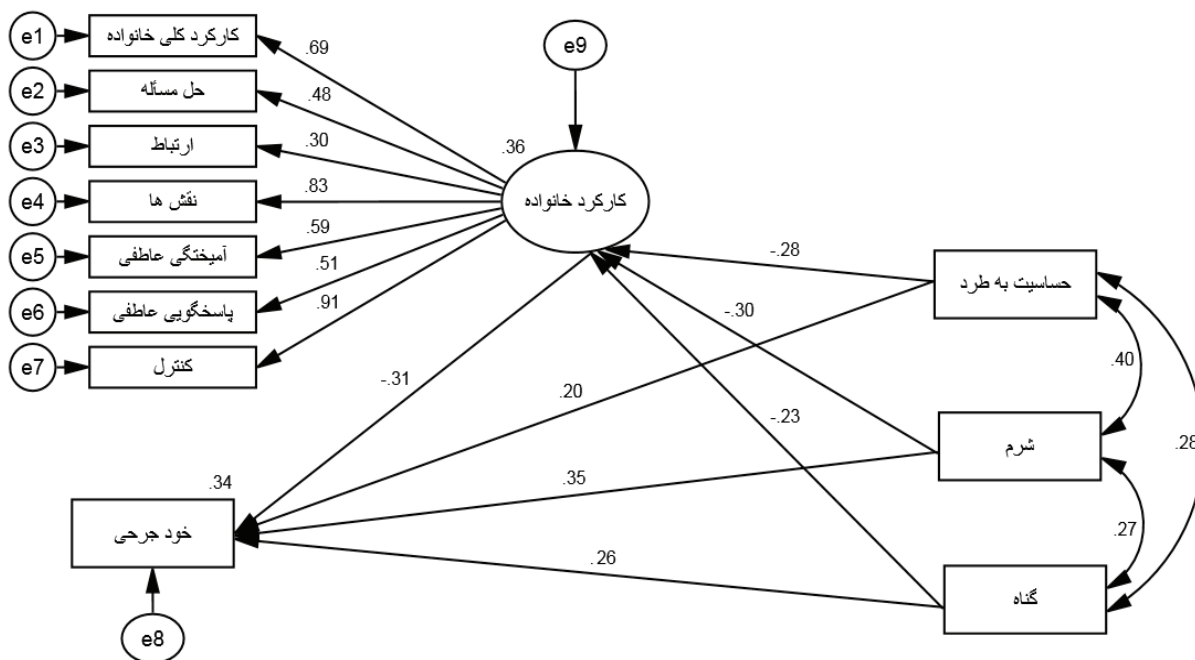 e1
کارکرد کلی خانواده
.69
e2
حل مسأله
.48
e3
ارتباط
.30
e4
نقش ها
.83
e5
آمیختگی عاطفی
.59
e6
پاسخگویی عاطفی
.51
e7
کنترل
.91
e9
.36
کارکرد خانواده
-.28
-.30
-.23
-.31
.20
.35
.26
حساسیت به طرد
شرم
گناه
.40
.28
.27
.34
خود جرحی
e8